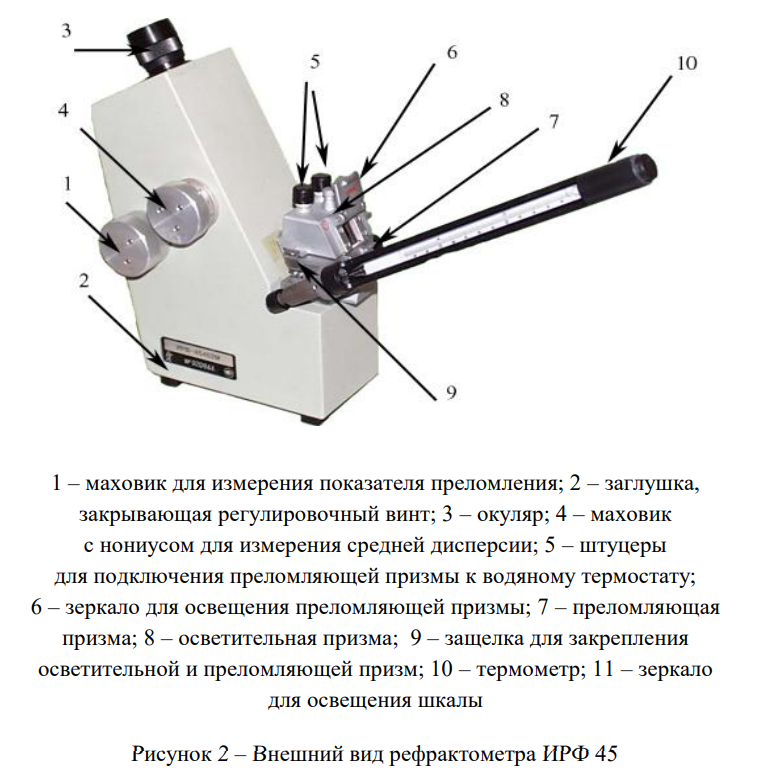 3
5
6
10
4
8
7
1
2
9
1 – маховик для измерения показателя преломления; 2 – заглушка,
закрывающая регулировочный винт; 3 – окуляр; 4 – маховик
с нониусом для измерения средней дисперсии; 5 – штуцеры
для подключения преломляющей призмы к водяному термостату;
6 – зеркало для освещения преломляющей призмы; 7 – преломляющая
призма; 8 – осветительная призма; 9 – защелка для закрепления
осветительной и преломляющей призм; 10 – термометр; 11 – зеркало
для освещения шкалы
Рисунок 2 – Внешний вид рефрактометра ИРФ 45